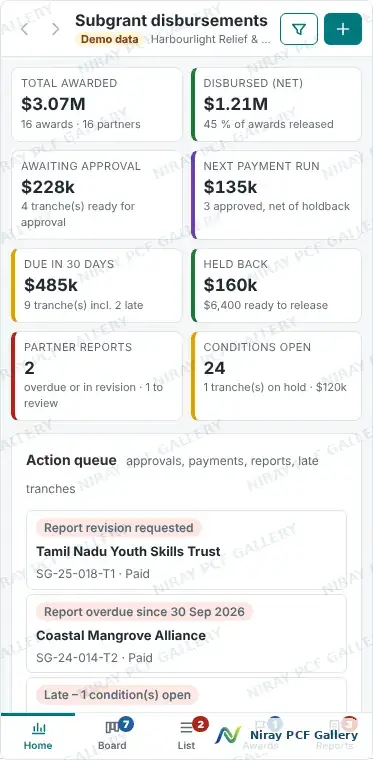 Subgrant disbursements
Demo data Harbourlight Relief & ...
TOTAL AWARDED
$3.07M
16 awards · 16 partners
DISBURSED (NET)
$1.21M
45 % of awards released
AWAITING APPROVAL
$228k
4 tranche(s) ready for
approval
NEXT PAYMENT RUN
$135k
3 approved, net of holdback
DUE IN 30 DAYS
$485k
9 tranche(s) incl. 2 late
HELD BACK
$160k
$6,400 ready to release
PARTNER REPORTS
2
overdue or in revision · 1 to
review
CONDITIONS OPEN
24
1 tranche(s) on hold · $120k
Action queue approvals, payments, reports, late
tranches
Report revision requested
Tamil Nadu Youth Skills Trust
SG-25-018-T1 · Paid
Report overdue since 30 Sep 2026
Coastal Mangrove Alliance
SG-24-014-T2 · Paid
Late – 1 condition(s) open
Home
Board 7
List 2
Awards 1
Reports 3
Niray PCF Gallery
NIRAY PCF GALLERY